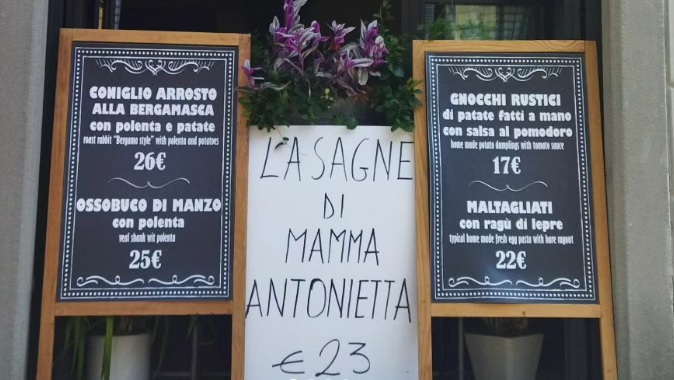 CONIGLIO ARROSTO
ALLA BERGAMASCA
con polenta e patate
roast rabbit "Bergamo style" with polenta and potatoes
26€
OSSOBUCO DI MANZO
con polenta
veal shank wit polenta
25€
LASAGNE
DI
MAMMA
ANTONIETTA
€ 23
GNOCCHI RUSTICI
di patate fatti a mano
con salsa al pomodoro
home made potato dumplings with tomato sauce
17€
MALTAGLIATI
con ragù di lepre
typical home made fresh egg pasta with hare ragout
22€